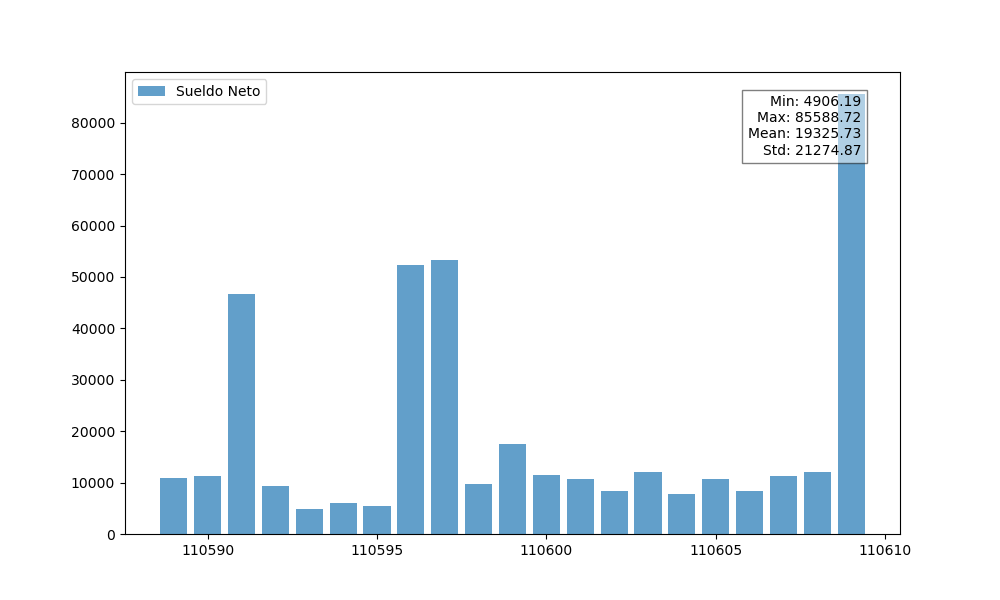 Sueldo Neto
Min: 4906.19
Max: 85588.72
Mean: 19325.73
Std: 21274.87
80000
70000
60000
50000
40000
30000
20000
10000
0
110590 110595 110600 110605 110610